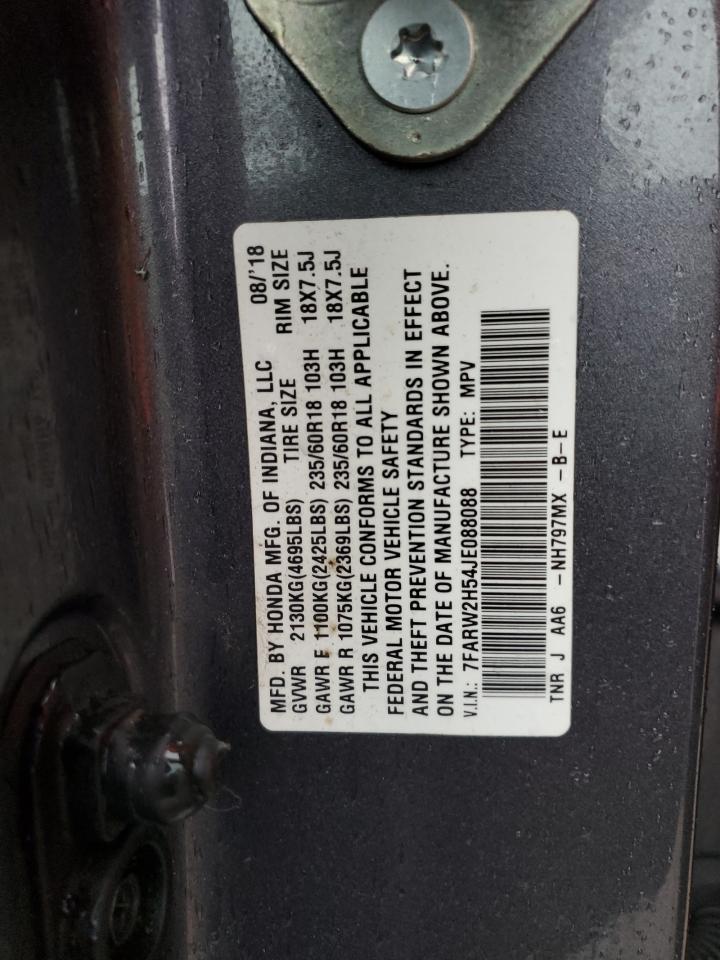 MFD. BY HONDA MFG. OF INDIANA, LLC 08/'18
GVWR 2130KG(4695LBS) TIRE SIZE RIM SIZE
GAWR F 1100KG(2425LBS) 235/60R18 103H 18X7.5J
GAWR R 1075KG(2369LBS) 235/60R18 103H 18X7.5J
THIS VEHICLE CONFORMS TO ALL APPLICABLE
FEDERAL MOTOR VEHICLE SAFETY
AND THEFT PREVENTION STANDARDS IN EFFECT
ON THE DATE OF MANUFACTURE SHOWN ABOVE.
V.I.N.: 7FARW2H54JE088088 TYPE: MPV
TNR J AA6 -NH797MX -B-E